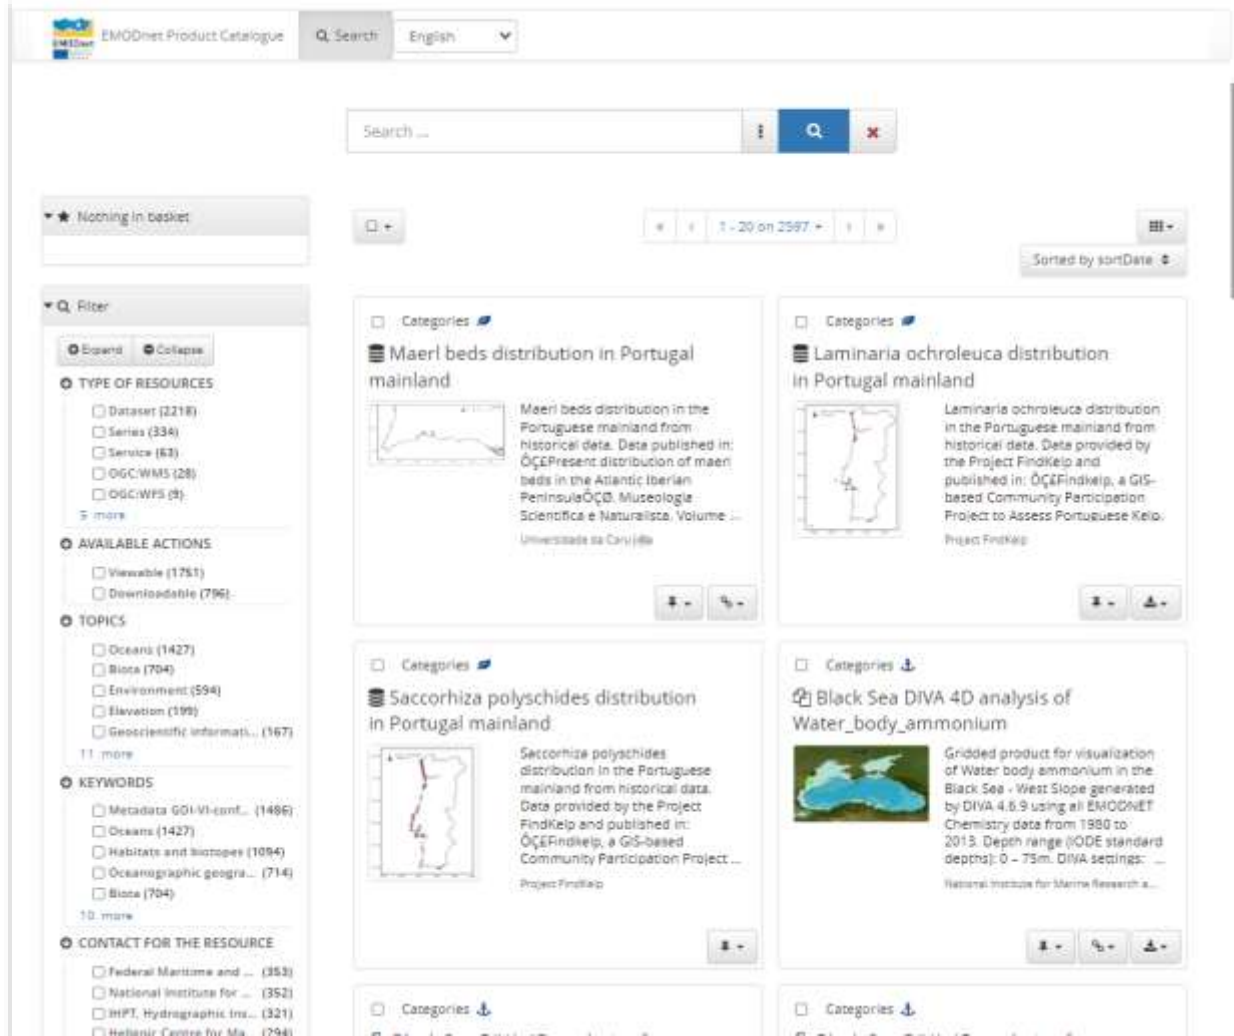 EMODnet Product Catalogue
Search
English
Search ...
Nothing in basket
1 - 20 on 2597
Sorted by sortDate
Filter
Expand
Collapse
TYPE OF RESOURCES
Dataset (2218)
Series (334)
Service (63)
OGC:WMS (28)
OGC:WFS (9)
5 more
AVAILABLE ACTIONS
Viewable (1751)
Downloadable (796)
TOPICS
Oceans (1427)
Biota (704)
Environment (594)
Elevation (199)
Geoscientific informati... (167)
11 more
KEYWORDS
Metadata GDI-Vl-conf... (1486)
Oceans (1427)
Habitats and biotopes (1094)
Oceanographic geogra... (714)
Biota (704)
10 more
CONTACT FOR THE RESOURCE
Federal Maritime and ... (353)
National Institute for ... (352)
IHPT, Hydrographic Ins... (321)
Hellenic Centre for Ma... (294)
Categories
Maerl beds distribution in Portugal
mainland
Maerl beds distribution in the
Portuguese mainland from
historical data. Data published in:
ÔÇ£Present distribution of maerl
beds in the Atlantic Iberian
PeninsulaÔÇØ. Museologia
Scientifica e Naturalista, Volume ...
Universidade da Coruña
Categories
Laminaria ochroleuca distribution
in Portugal mainland
Laminaria ochroleuca distribution
in the Portuguese mainland from
historical data. Data provided by
the Project FindKelp and
published in: ÔÇ£Findkelp, a GIS-
based Community Participation
Project to Assess Portuguese Kelp.
Project FindKelp
Categories
Saccorhiza polyschides distribution
in Portugal mainland
Saccorhiza polyschides
distribution in the Portuguese
mainland from historical data.
Data provided by the Project
FindKelp and published in:
ÔÇ£Findkelp, a GIS-based
Community Participation Project ...
Project FindKelp
Categories
Black Sea DIVA 4D analysis of
Water_body_ammonium
Gridded product for visualization
of Water body ammonium in the
Black Sea - West Slope generated
by DIVA 4.6.9 using all EMODNET
Chemistry data from 1980 to
2013. Depth range (IODE standard
depths): 0 – 75m. DIVA settings: ...
National Institute for Marine Research a...
Categories
Categories